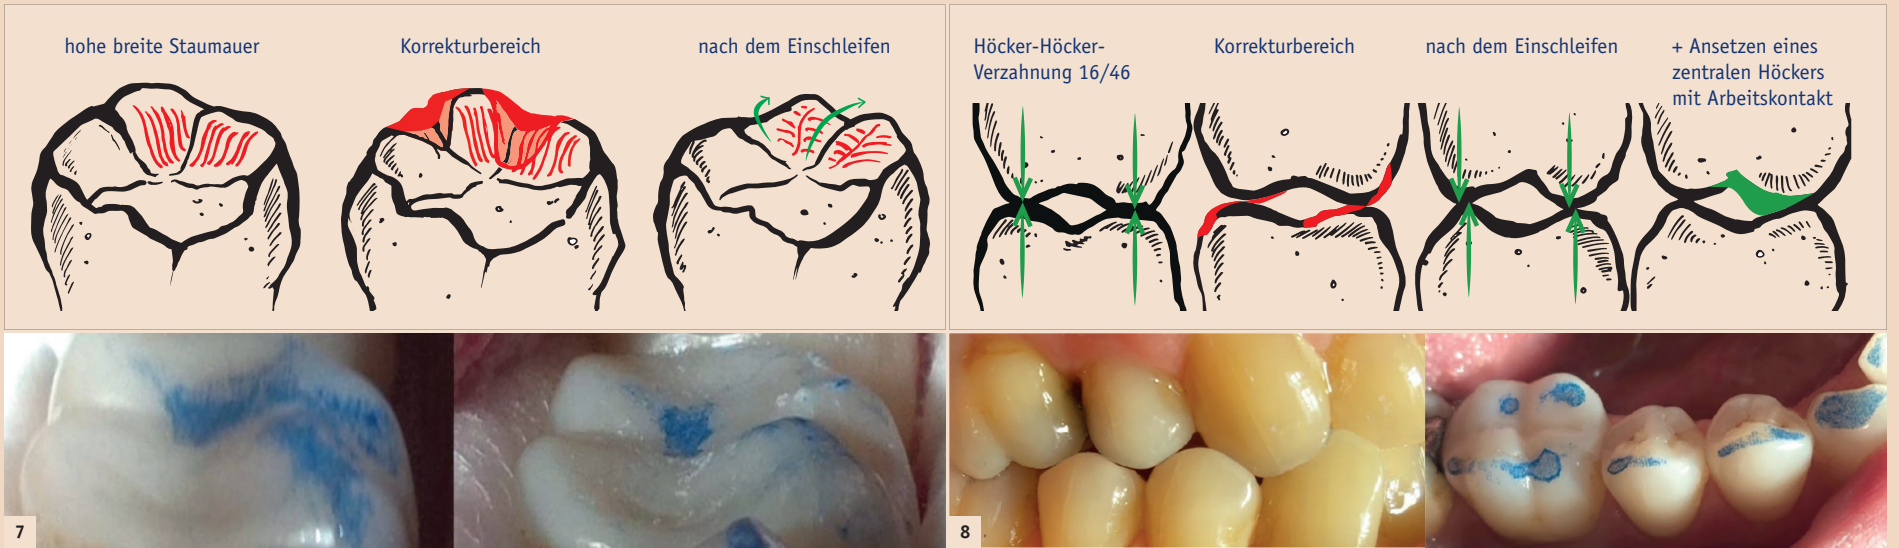 hohe breite Staumauer
Korrekturbereich
nach dem Einschleifen
Höcker-Höcker-
Verzahnung 16/46
Korrekturbereich
nach dem Einschleifen
+ Ansetzen eines
zentralen Höckers
mit Arbeitskontakt
7
8